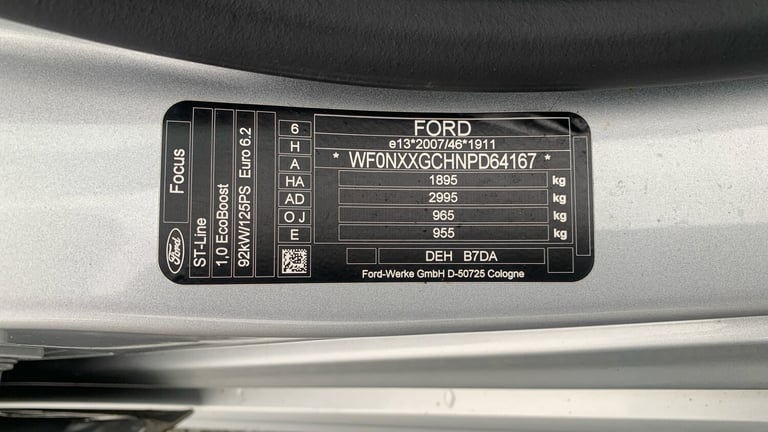 Ford
Focus
ST-Line
1,0 EcoBoost
92kW/125PS Euro 6.2
6
H
A
HA
AD
O J
E
FORD
e13*2007/46*1911
* WF0NXXGCHNPD64167 *
1895 kg
2995 kg
965 kg
955 kg
DEH B7DA
Ford-Werke GmbH D-50725 Cologne